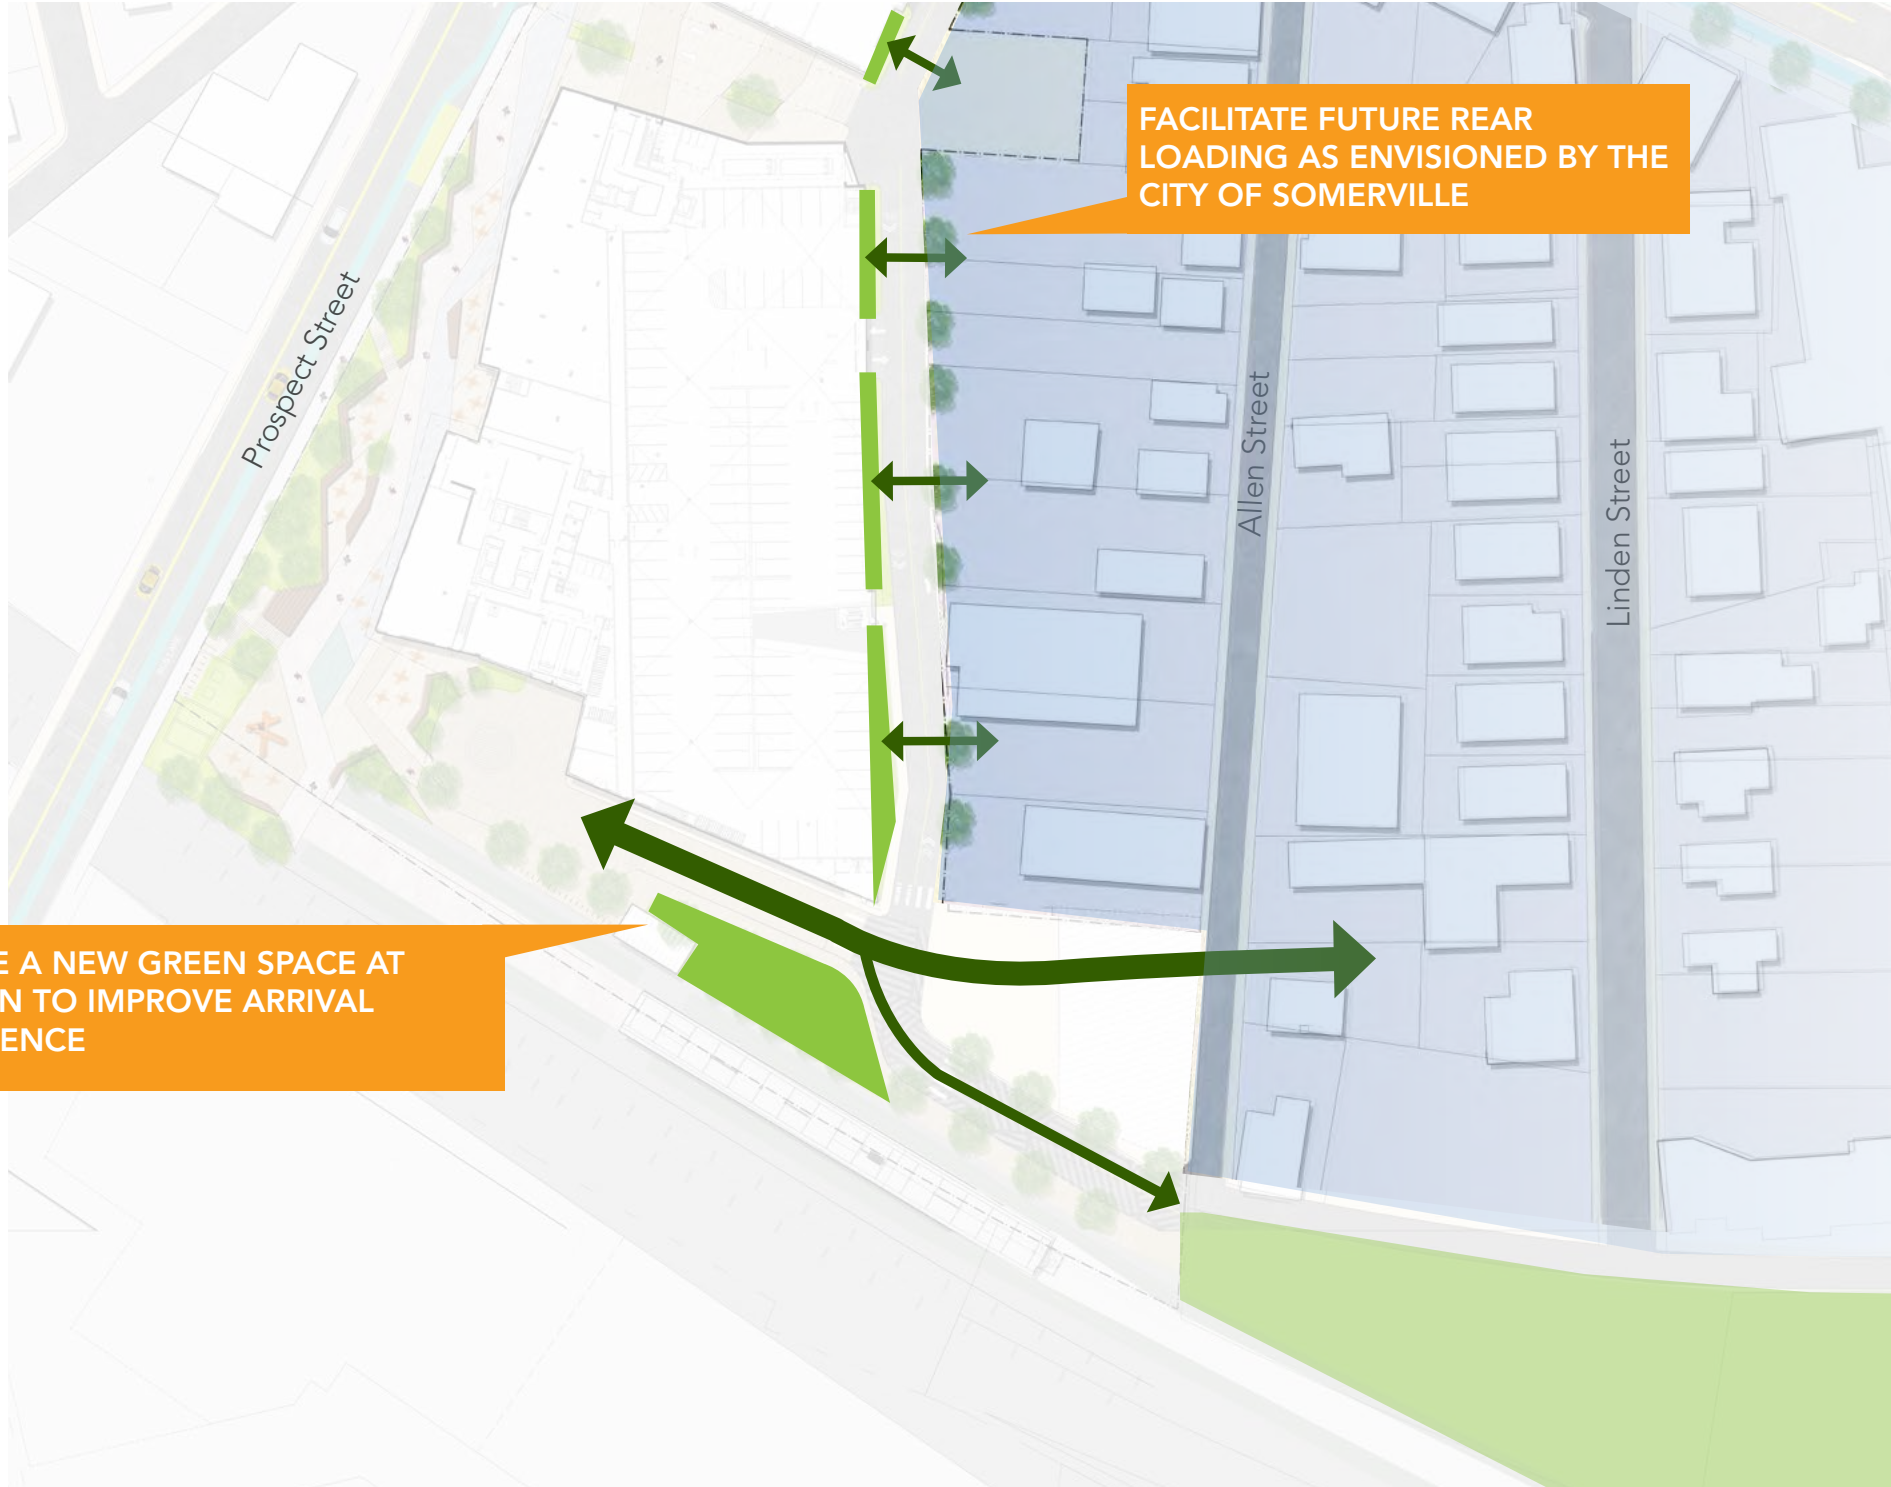 FACILITATE FUTURE REAR
LOADING AS ENVISIONED BY THE
CITY OF SOMERVILLE
Prospect Street
Allen Street
Linden Street
A NEW GREEN SPACE AT
TO IMPROVE ARRIVAL